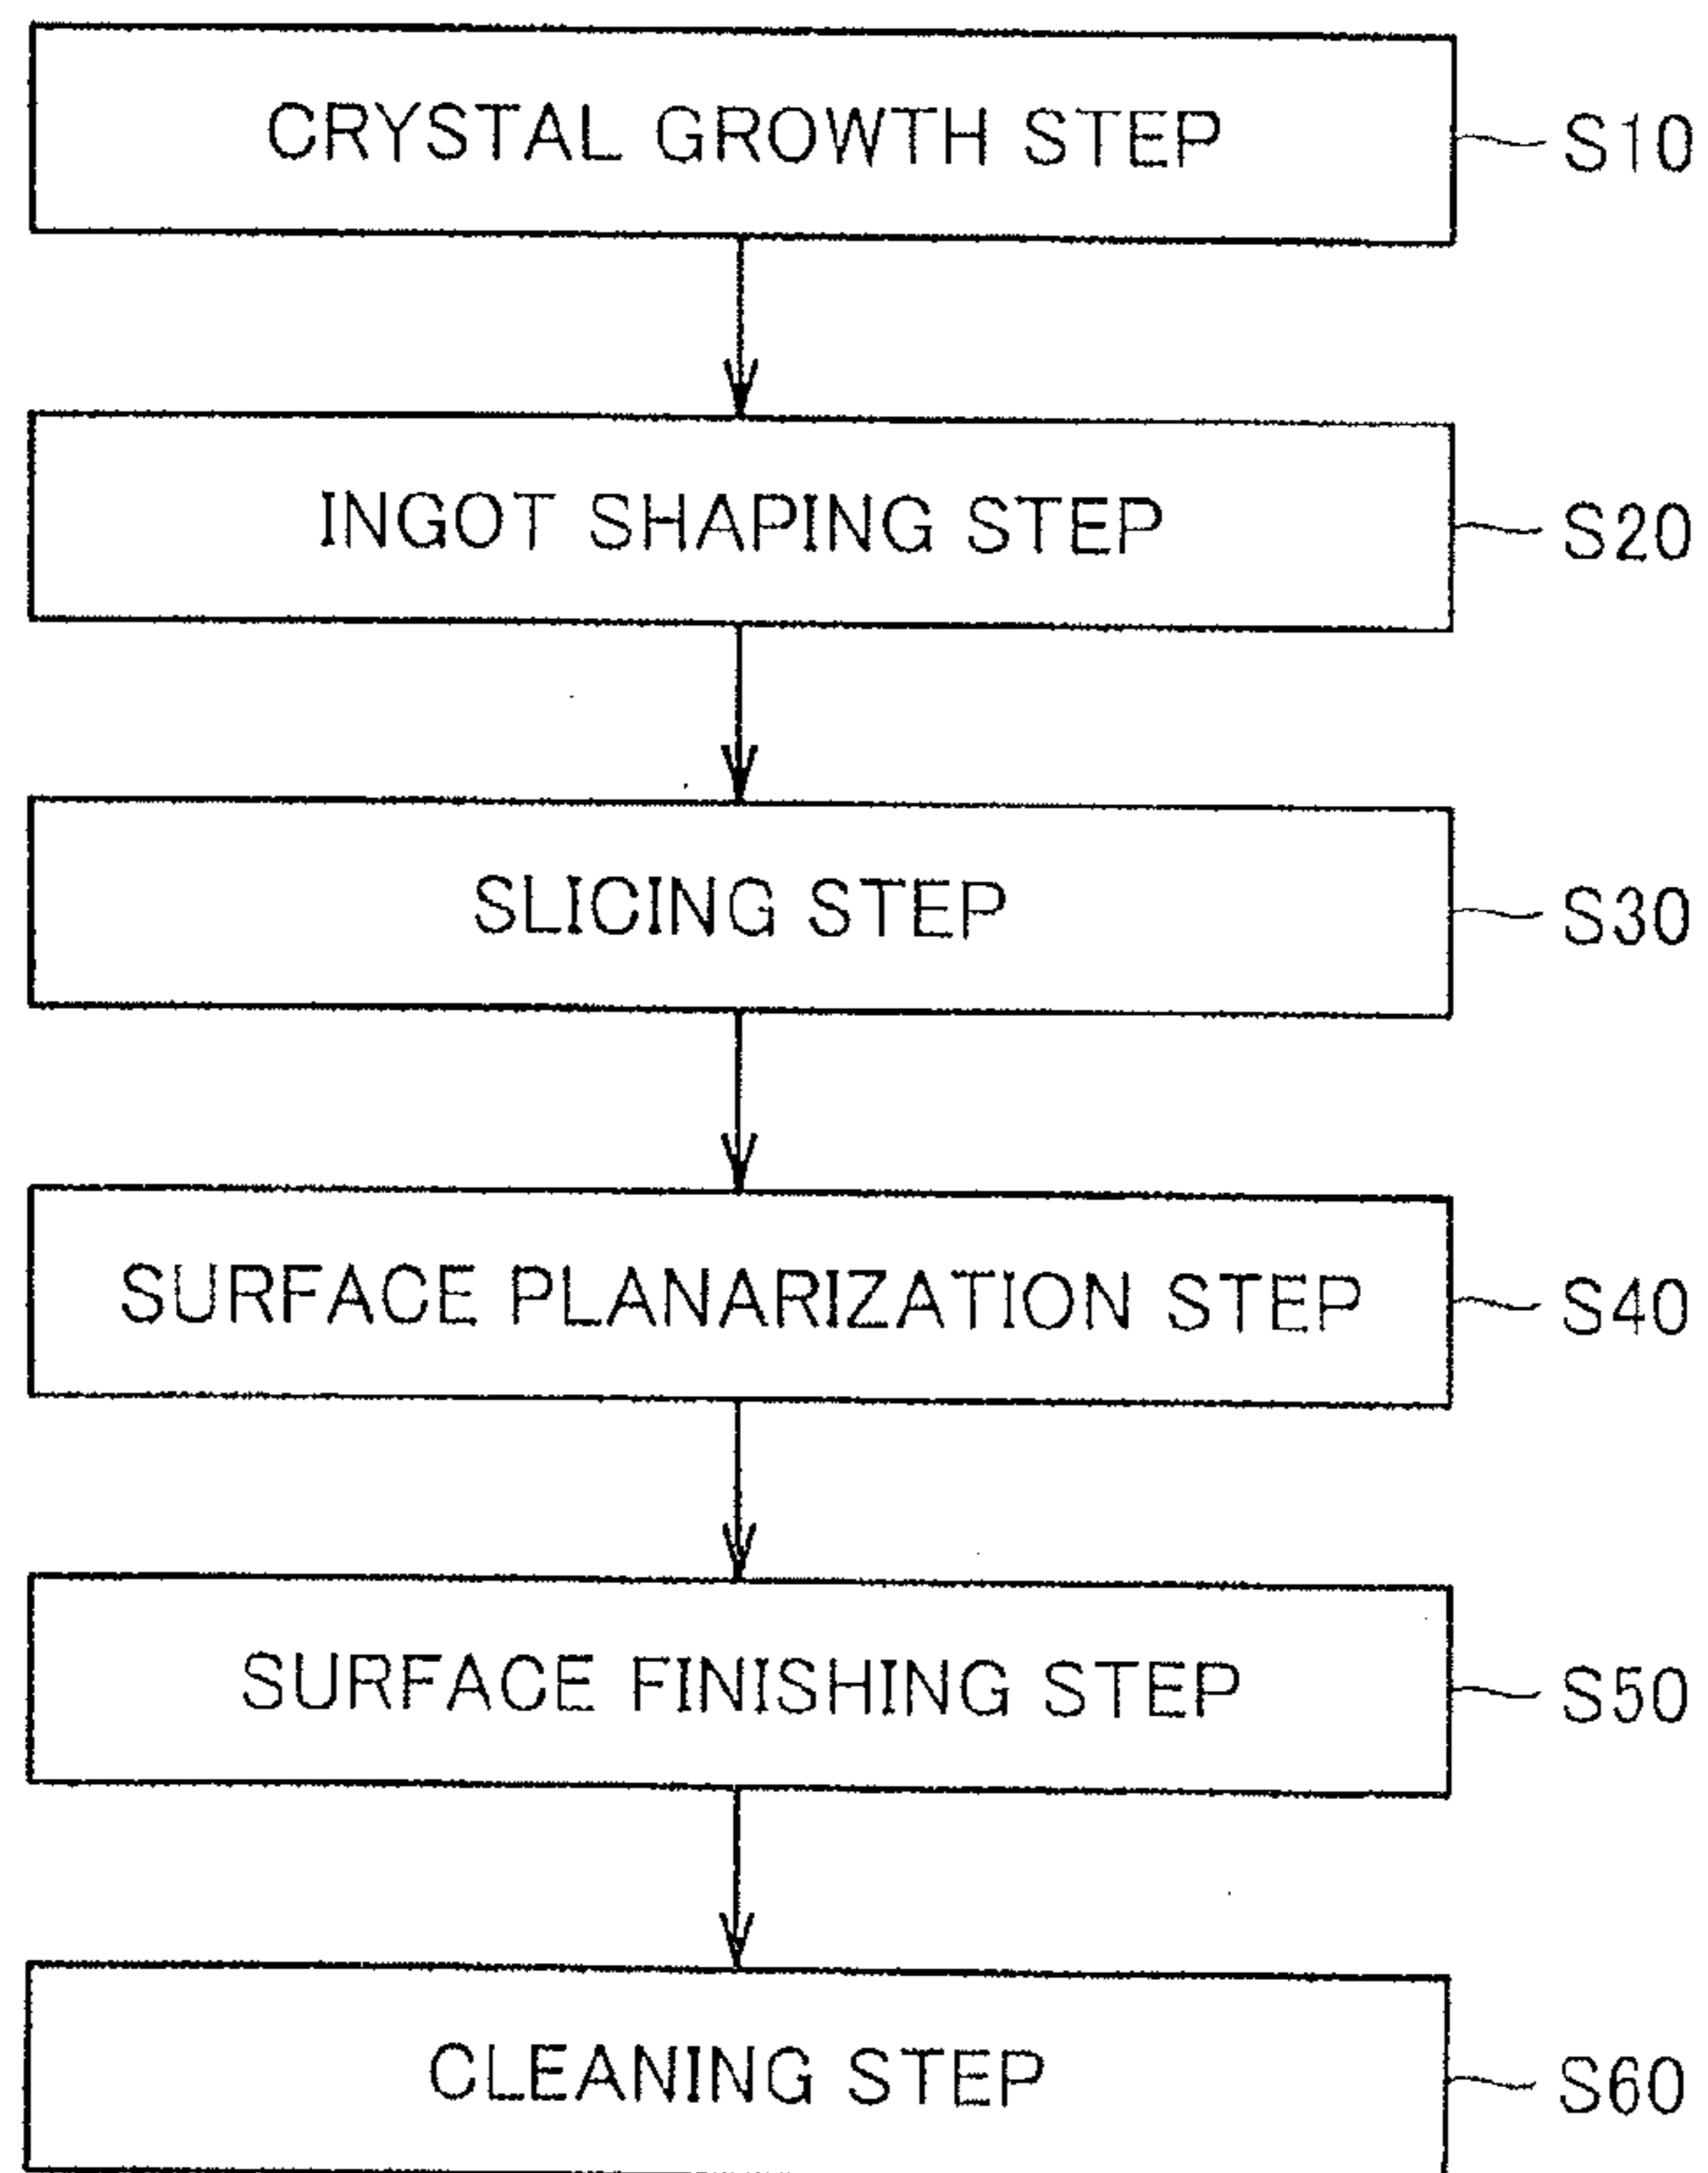 CRYSTAL GROWTH STEP S10
INGOT SHAPING STEP S20
SLICING STEP S30
SURFACE PLANARIZATION STEP S40
SURFACE FINISHING STEP S50
CLEANING STEP S60